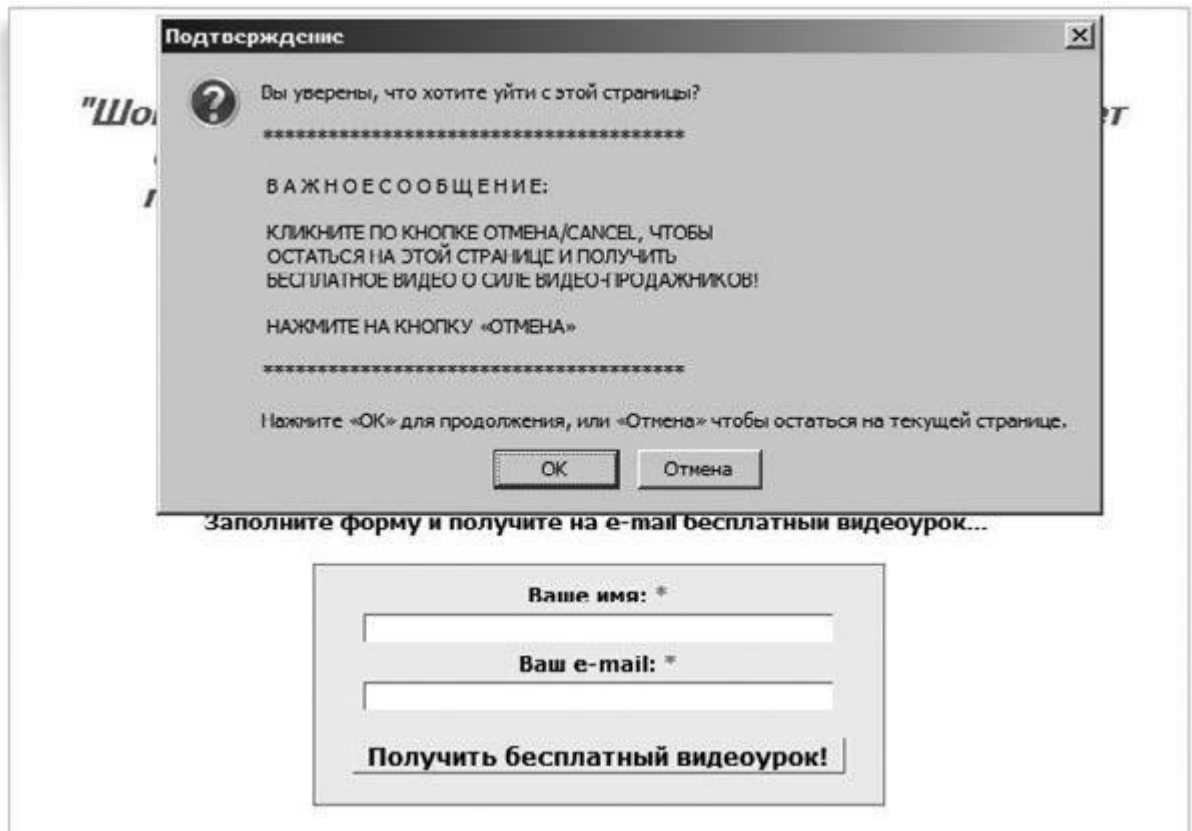 Подтверждение
Вы уверены, что хотите уйти с этой страницы?
***************************************
В А Ж Н О Е С О О Б Щ Е Н И Е:
КЛИКНИТЕ ПО КНОПКЕ ОТМЕНА/CANCEL, ЧТОБЫ
ОСТАТЬСЯ НА ЭТОЙ СТРАНИЦЕ И ПОЛУЧИТЬ
БЕСПЛАТНОЕ ВИДЕО О СИЛЕ ВИДЕО-ПРОДАЖНИКОВ!
НАЖМИТЕ НА КНОПКУ «ОТМЕНА»
***************************************
Нажмите «ОК» для продолжения, или «Отмена» чтобы остаться на текущей странице.
ОК
Отмена
Заполните форму и получите на e-mail бесплатный видеоурок...
Ваше имя: *
Ваш e-mail: *
Получить бесплатный видеоурок!